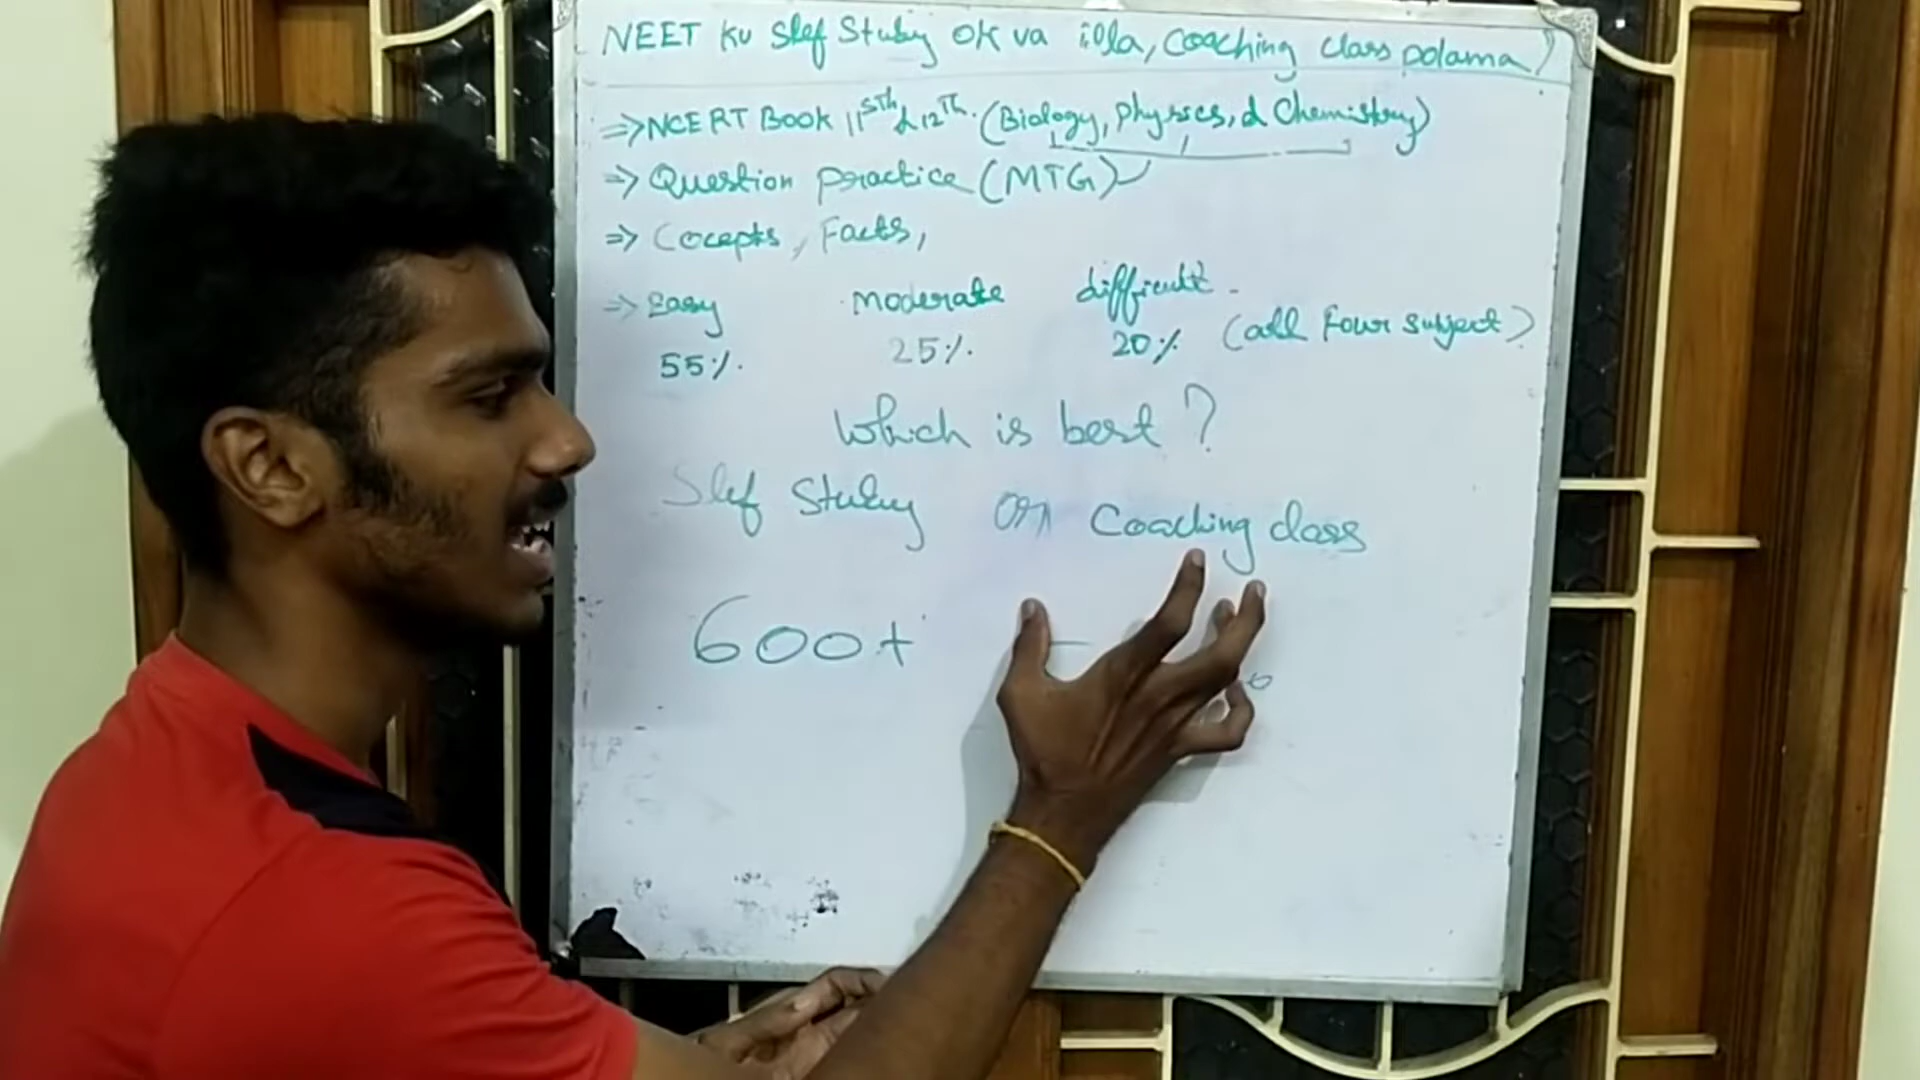 NEET KU Slef Stuby OK va illa, Coaching class polama
=> NCERT Book 11sth & 12th. (Biology, Physics, & Chemistry)
=> Question practice (MTG)
=> Cocepts, Facts,
=> Easy moderate difficult
55%. 25%. 20% (all Four subject)
Which is best?
Slef Stuby or Coaching class
600+